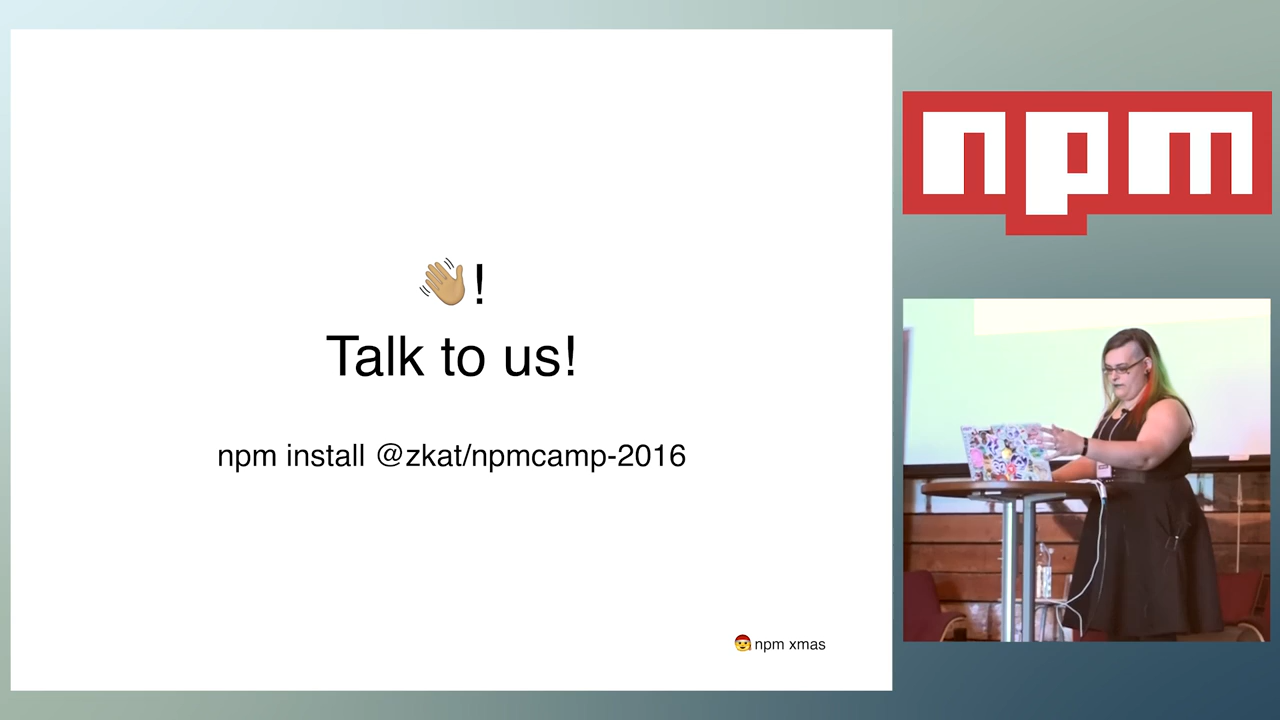 👋🏽!
Talk to us!
npm install @zkat/npmcamp-2016
npm xmas
npm